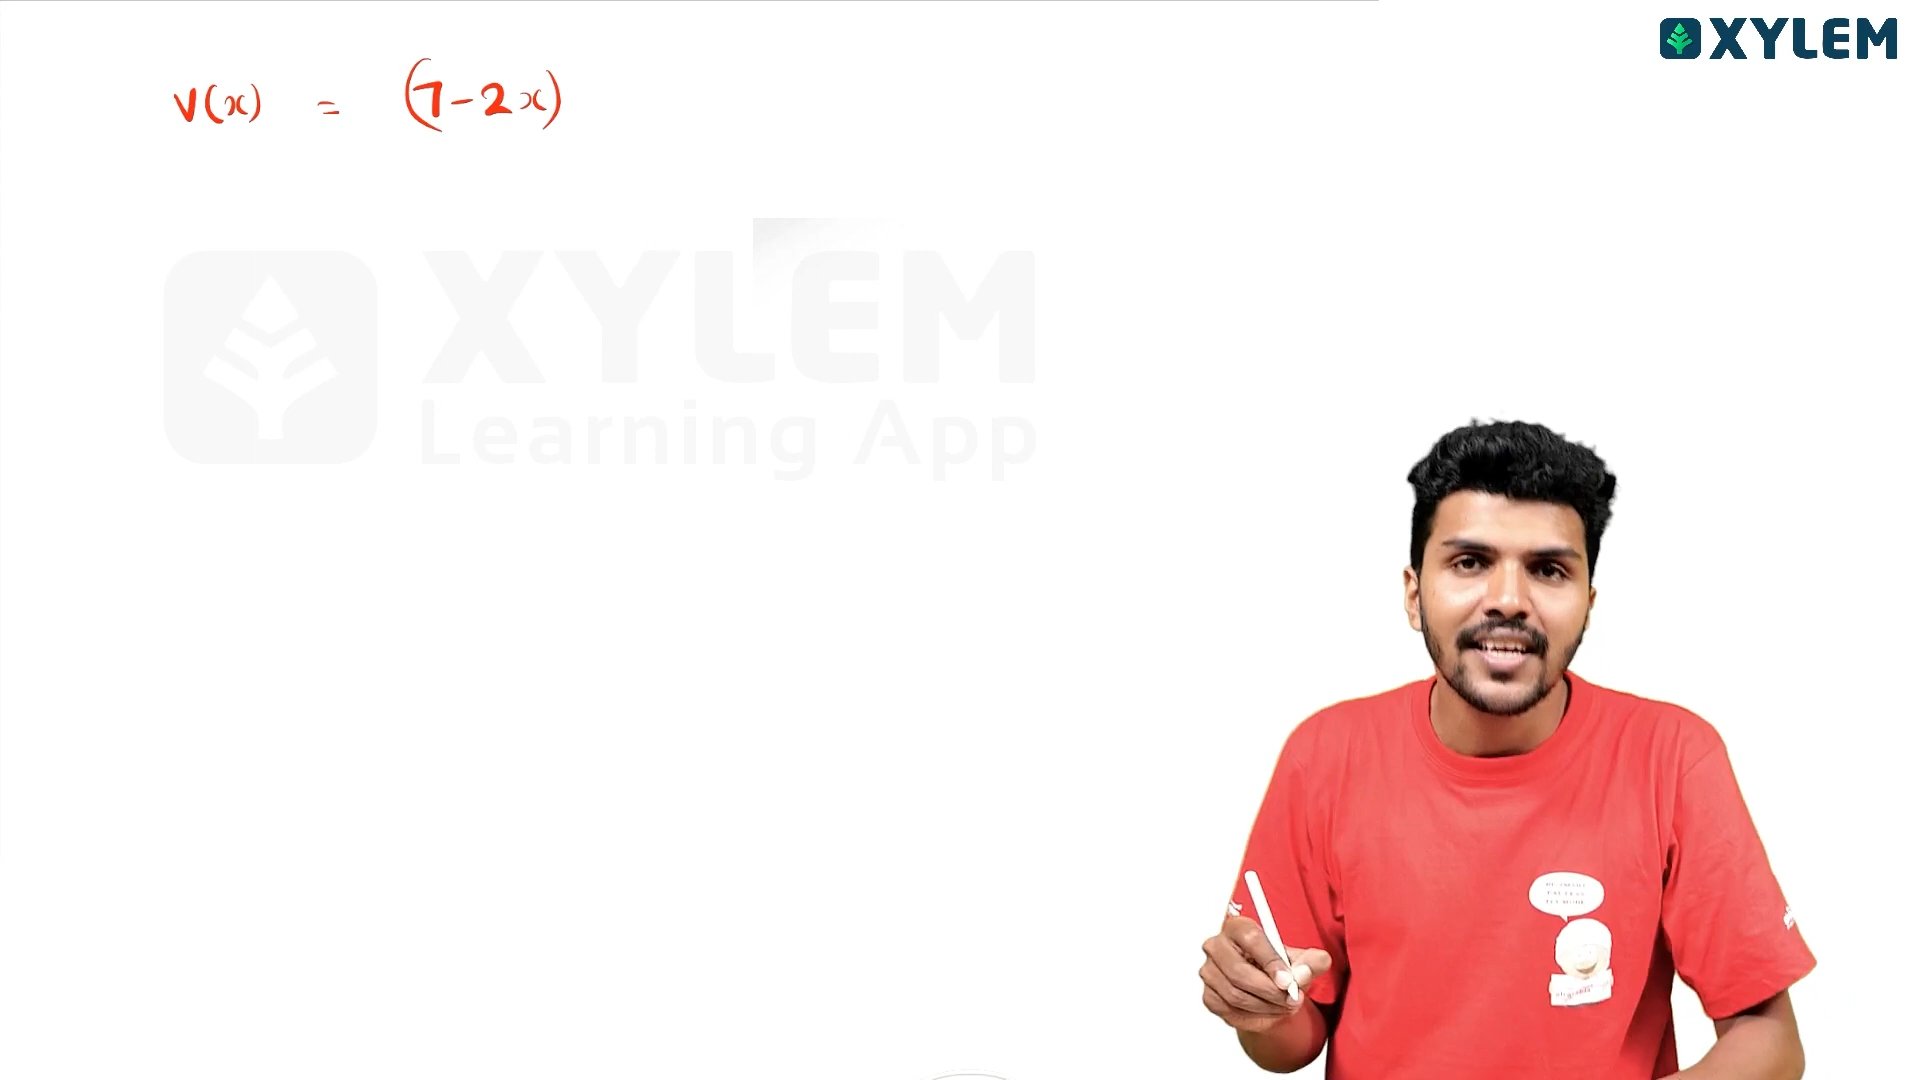 XYLEM
V(x) = (7-2x)
XYLEM
Learning App